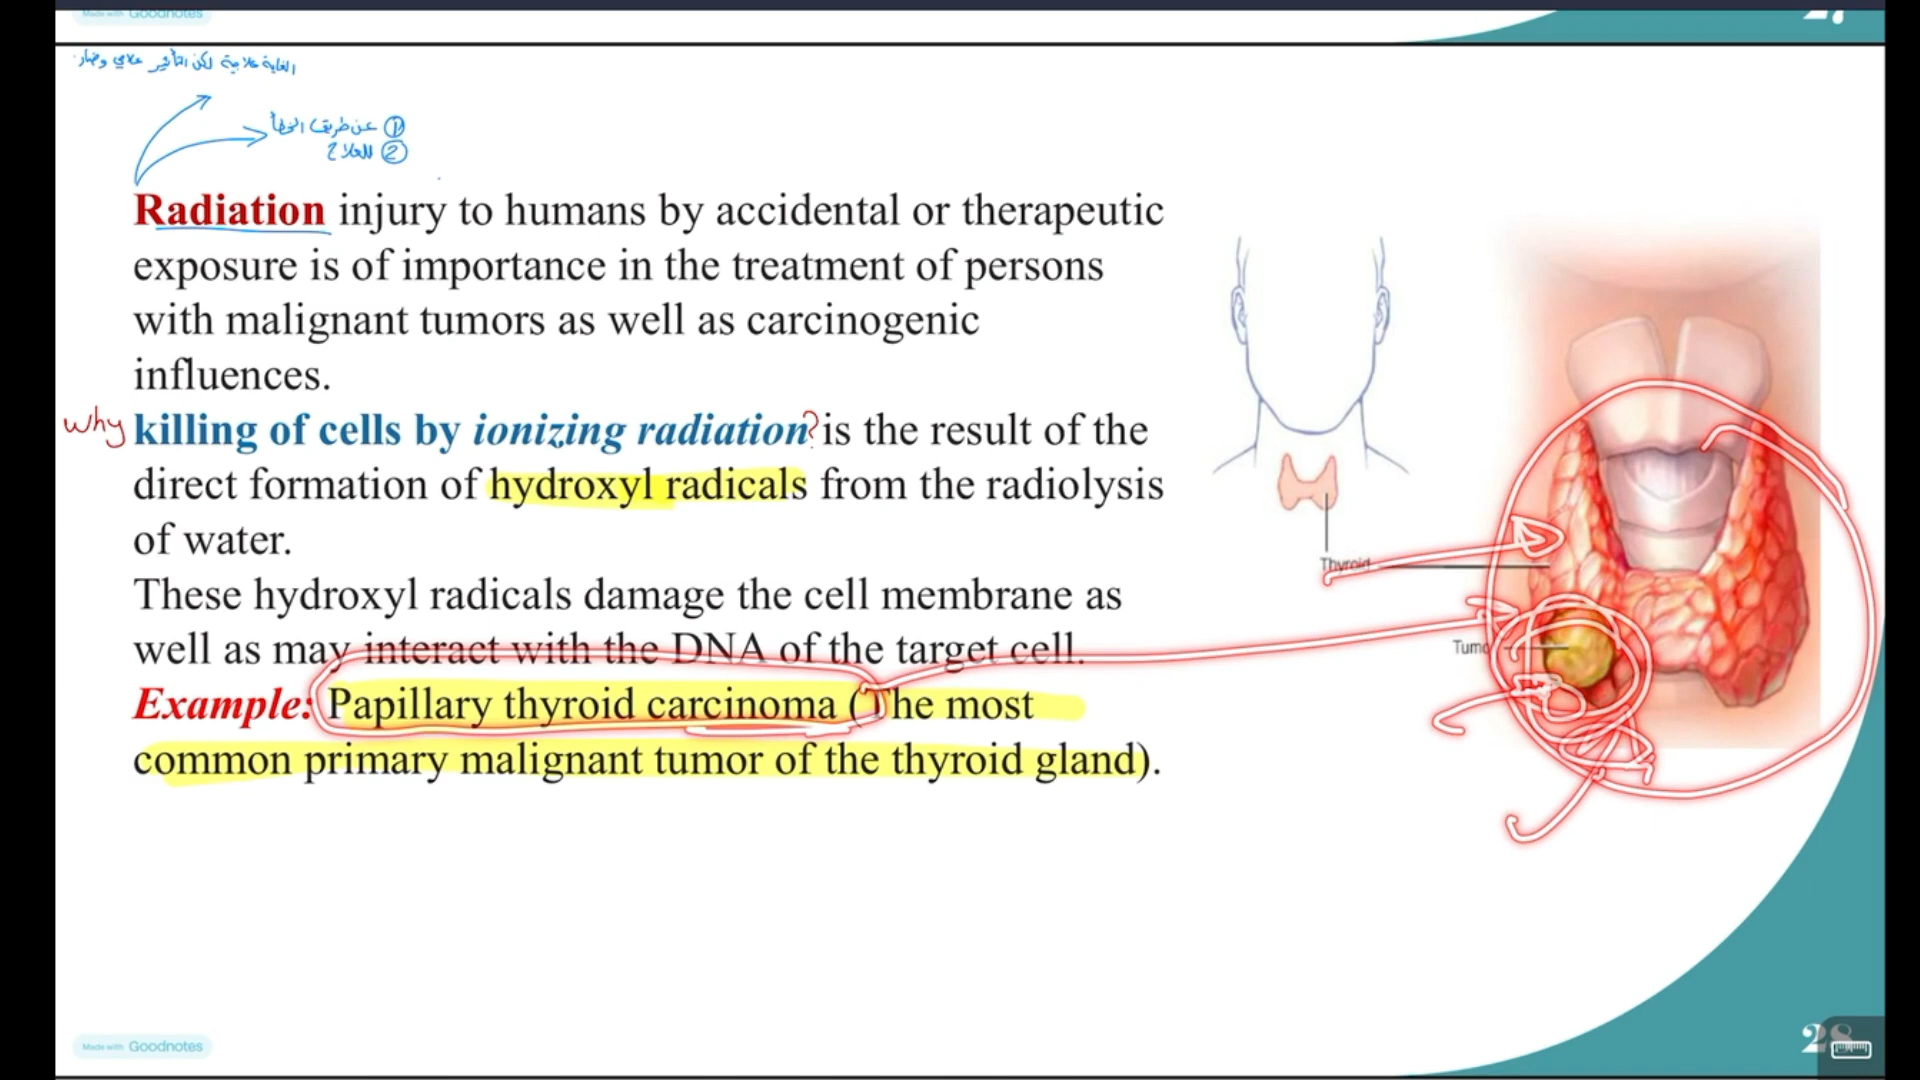 Made with Goodnotes
الغاية علاجية لكن التأثير علاجي وضار
① عن طريق الخطأ
② للعلاج
Radiation injury to humans by accidental or therapeutic
exposure is of importance in the treatment of persons
with malignant tumors as well as carcinogenic
influences.
why killing of cells by ionizing radiation? is the result of the
direct formation of hydroxyl radicals from the radiolysis
of water.
These hydroxyl radicals damage the cell membrane as
well as may interact with the DNA of the target cell.
Example: Papillary thyroid carcinoma (The most
common primary malignant tumor of the thyroid gland).
Thyroid
Made with Goodnotes